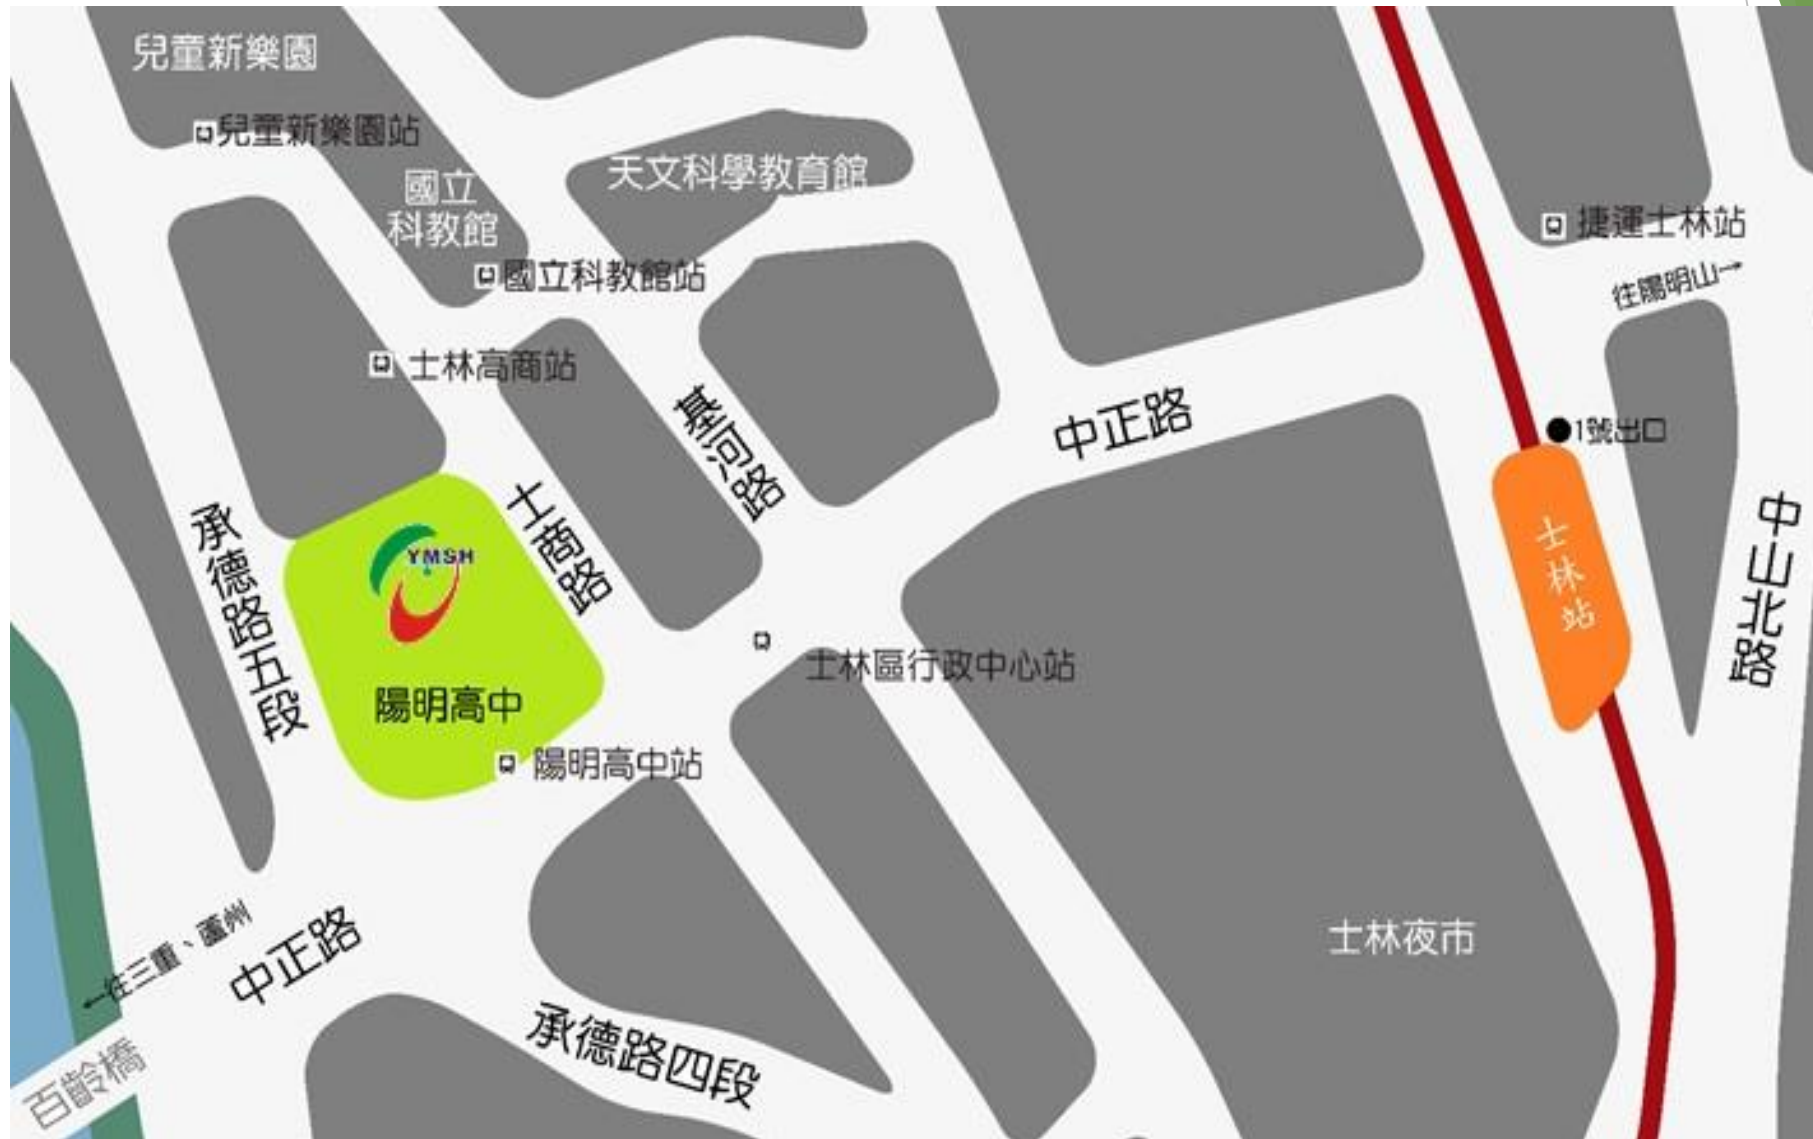 兒童新樂園
兒童新樂園站
國立
科教館
天文科學教育館
捷運士林站
國立科教館站
往陽明山→
士林高商站
基河路
中正路
1號出口
承德路五段
士商路
YMSH
士林站
中山北路
士林區行政中心站
陽明高中
陽明高中站
←往三重、蘆州
中正路
士林夜市
承德路四段
百齡橋